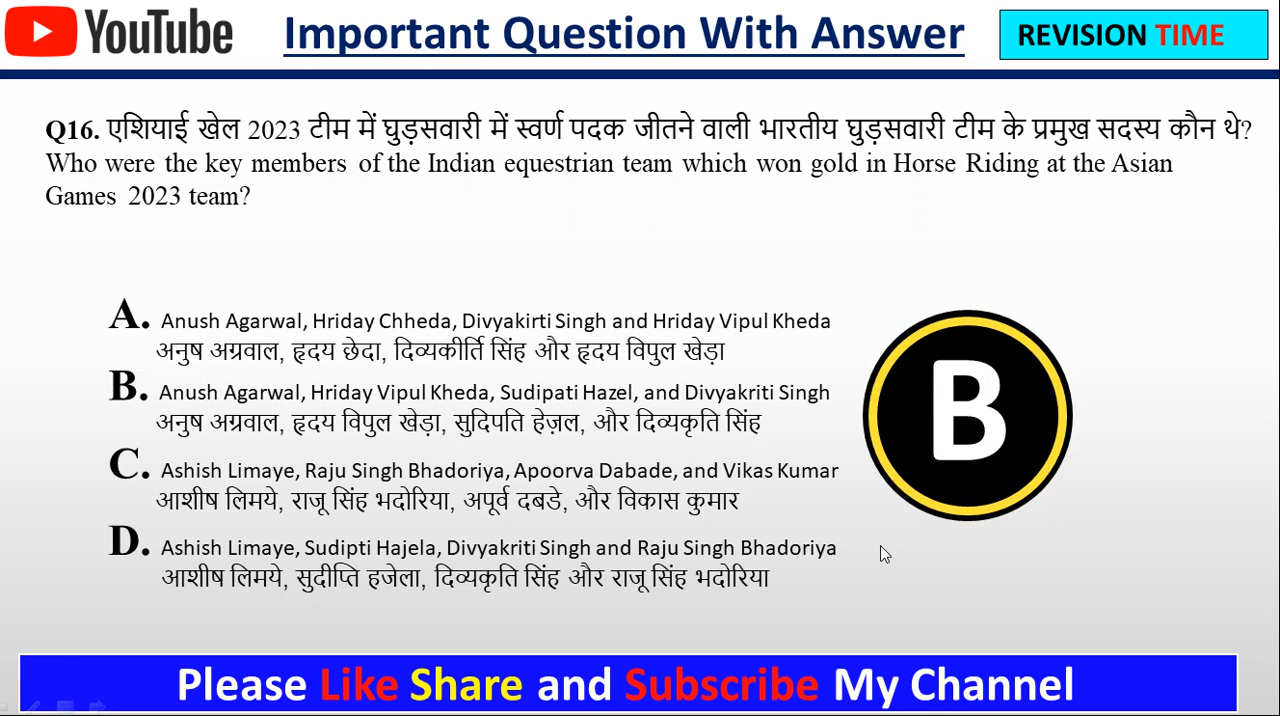 YouTube
Important Question With Answer
REVISION TIME
Q16. एशियाई खेल 2023 टीम में घुड़सवारी में स्वर्ण पदक जीतने वाली भारतीय घुड़सवारी टीम के प्रमुख सदस्य कौन थे?
Who were the key members of the Indian equestrian team which won gold in Horse Riding at the Asian
Games 2023 team?
A. Anush Agarwal, Hriday Chheda, Divyakirti Singh and Hriday Vipul Kheda
अनुष अग्रवाल, हृदय छेदा, दिव्यकीर्ति सिंह और हृदय विपुल खेड़ा
B. Anush Agarwal, Hriday Vipul Kheda, Sudipati Hazel, and Divyakriti Singh
अनुष अग्रवाल, हृदय विपुल खेड़ा, सुदिपति हेज़ल, और दिव्यकृति सिंह
B
C. Ashish Limaye, Raju Singh Bhadoriya, Apoorva Dabade, and Vikas Kumar
आशीष लिमये, राजू सिंह भदोरिया, अपूर्व दबडे, और विकास कुमार
D. Ashish Limaye, Sudipti Hajela, Divyakriti Singh and Raju Singh Bhadoriya
आशीष लिमये, सुदीप्ति हजेला, दिव्यकृति सिंह और राजू सिंह भदोरिया
Please Like Share and Subscribe My Channel